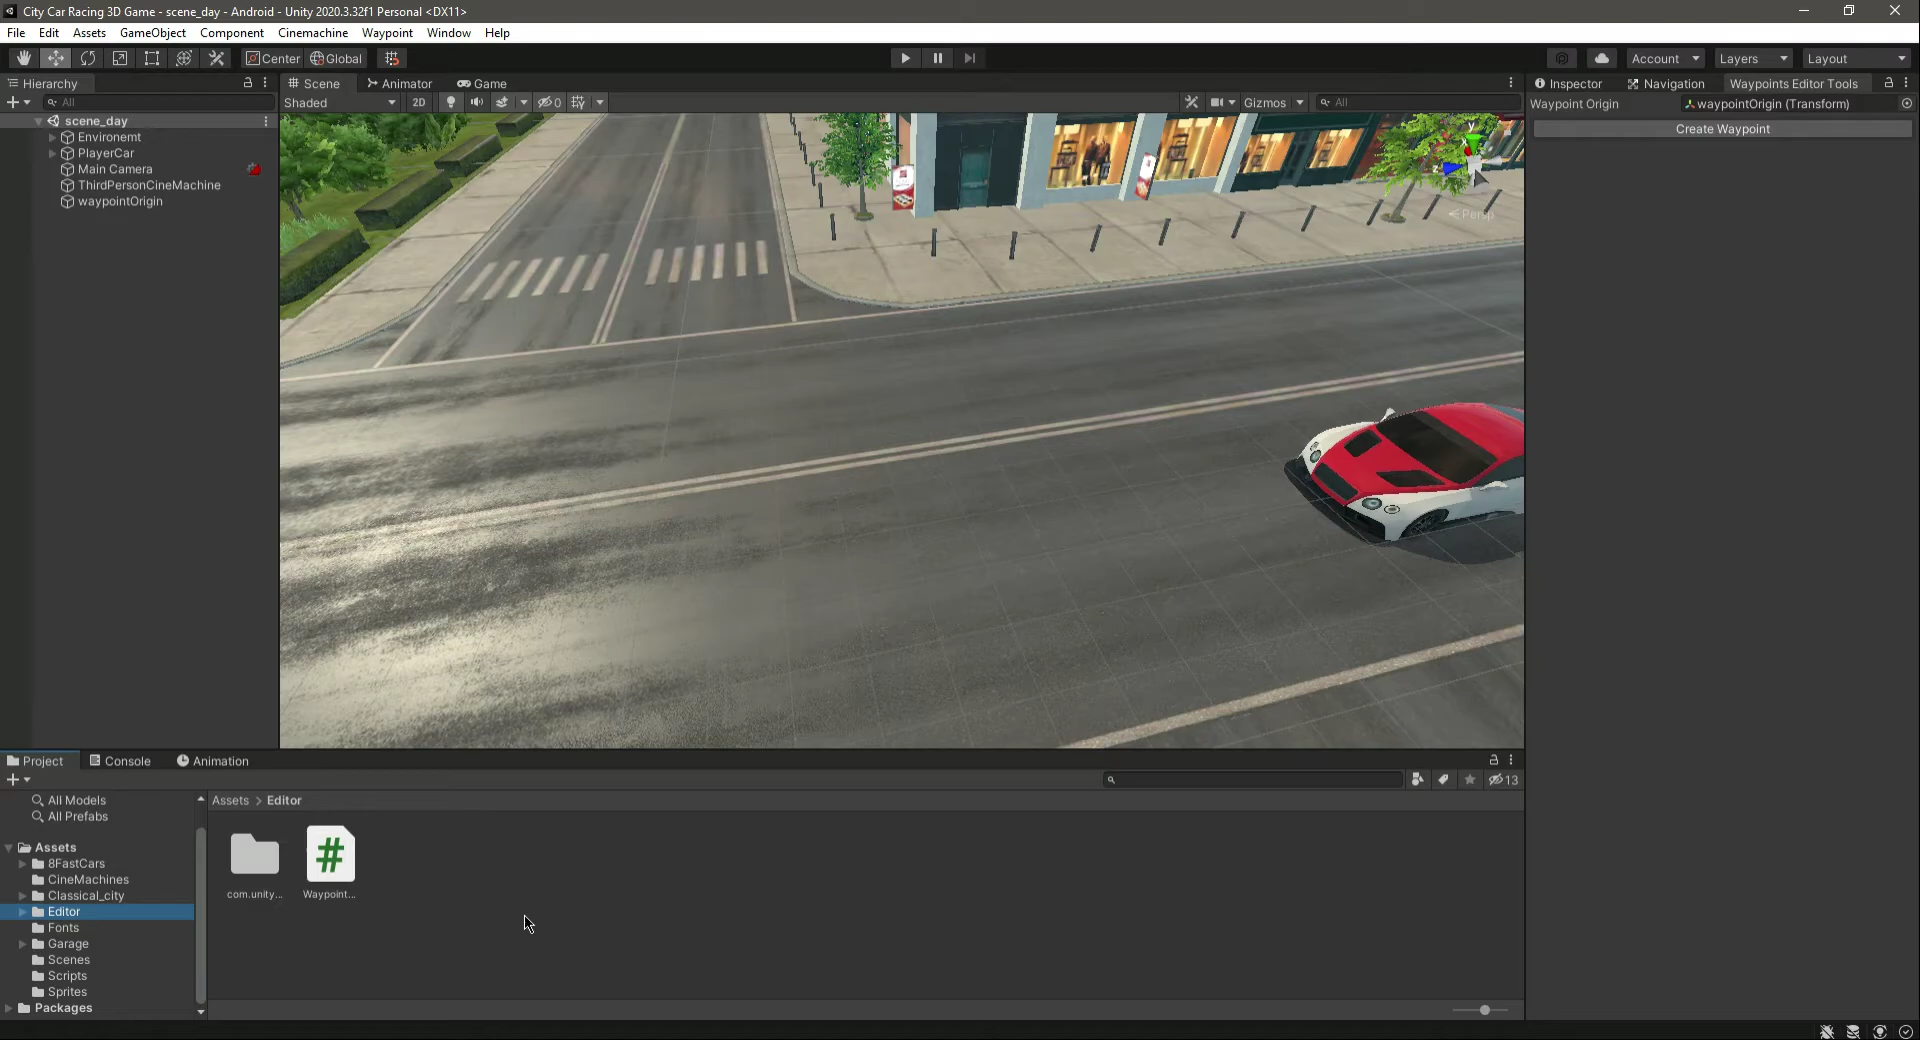 City Car Racing 3D Game - scene_day - Android - Unity 2020.3.32f1 Personal <DX11>
File Edit Assets GameObject Component Cinemachine Waypoint Window Help
Center Global Account Layers Layout
Hierarchy
All
scene_day
Environemt
PlayerCar
Main Camera
ThirdPersonCineMachine
waypointOrigin
Scene Animator Game
Shaded 2D 0 Gizmos All
y
x
z
Persp
Inspector Navigation Waypoints Editor Tools
Waypoint Origin waypointOrigin (Transform)
Create Waypoint
Project Console Animation
13
All Models
All Prefabs
Assets
8FastCars
CineMachines
Classical_city
Editor
Fonts
Garage
Scenes
Scripts
Sprites
Packages
Assets > Editor
com.unity...
Waypoint...